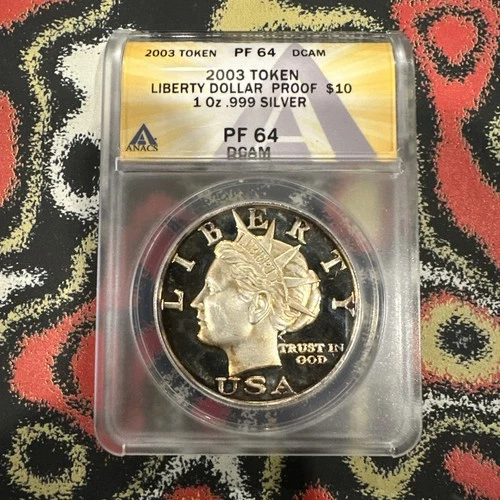 2003 TOKEN PF 64 DCAM
2003 TOKEN
LIBERTY DOLLAR PROOF $10
1 Oz .999 SILVER
ANACS
PF 64
DCAM
LIBERTY
LIBERTY
TRUST IN
GOD
USA